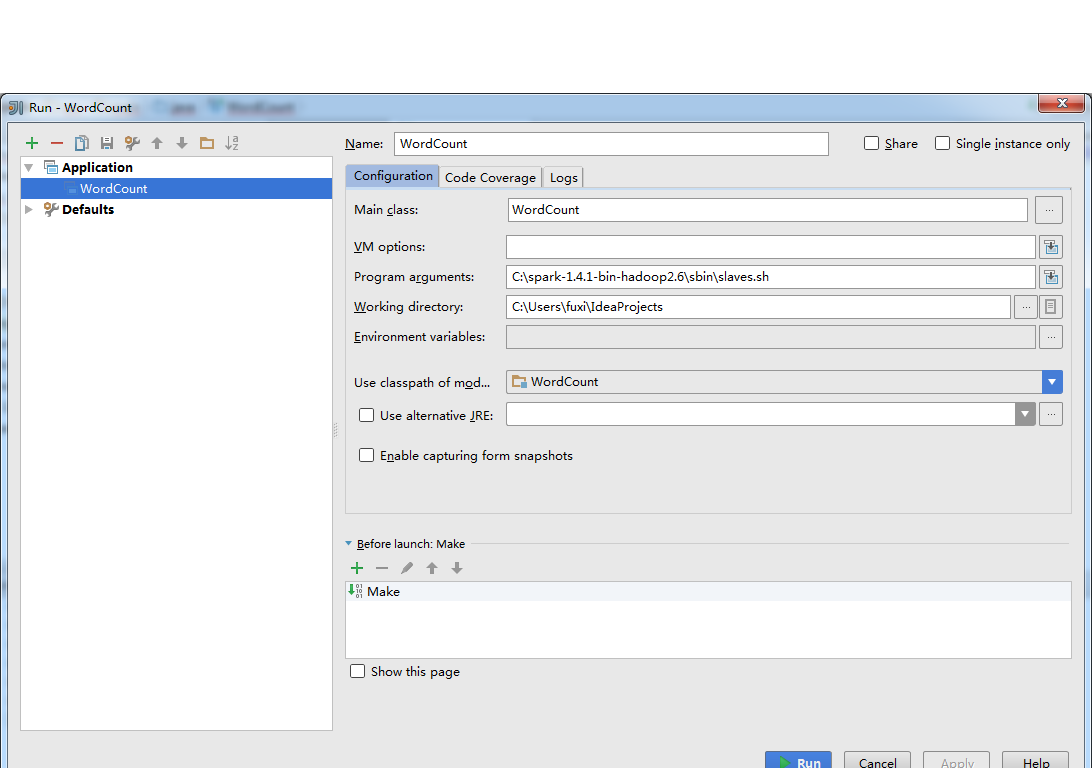 Run - WordCount
Name: WordCount Share Single instance only
Application
WordCount
Defaults
Configuration Code Coverage Logs
Main class: WordCount ...
VM options:
Program arguments: C:\spark-1.4.1-bin-hadoop2.6\sbin\slaves.sh
Working directory: C:\Users\fuxi\IdeaProjects ...
Environment variables: ...
Use classpath of mod... WordCount
Use alternative JRE: ...
Enable capturing form snapshots
Before launch: Make
Make
Show this page
Run Cancel Apply Help